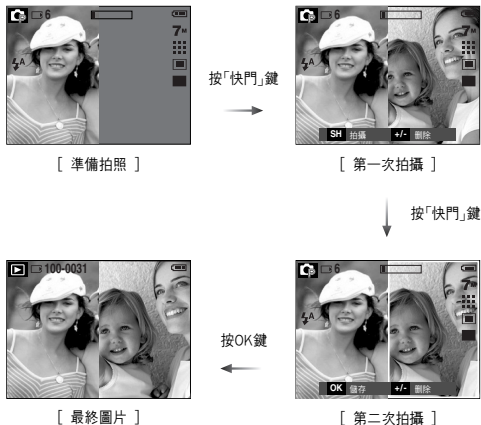 6
7M
⚡A
按「快門」鍵
SH 拍攝 +/- 刪除
[ 準備拍照 ]
[ 第一次拍攝 ]
按「快門」鍵
100-0031
6
7M
⚡A
按OK鍵
OK 儲存 +/- 刪除
[ 最終圖片 ]
[ 第二次拍攝 ]